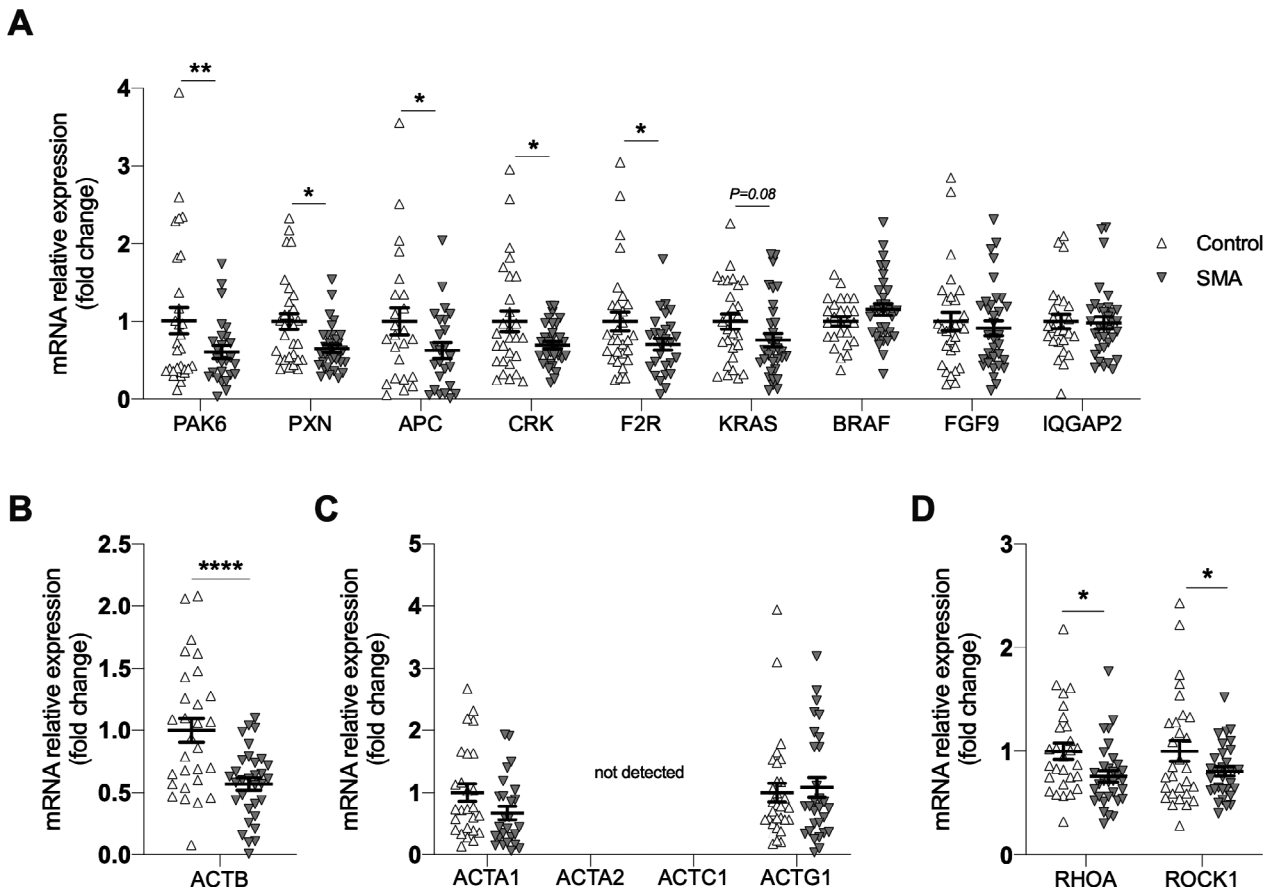 A
mRNA relative expression
(fold change)
4
3
2
1
0
**
*
*
*
*
P=0.08
PAK6 PXN APC CRK F2R KRAS BRAF FGF9 IQGAP2
Control
SMA
B
mRNA relative expression
(fold change)
2.5
2.0
1.5
1.0
0.5
0.0
****
ACTB
C
mRNA relative expression
(fold change)
5
4
3
2
1
0
not detected
ACTA1 ACTA2 ACTC1 ACTG1
D
mRNA relative expression
(fold change)
3
2
1
0
*
*
RHOA ROCK1